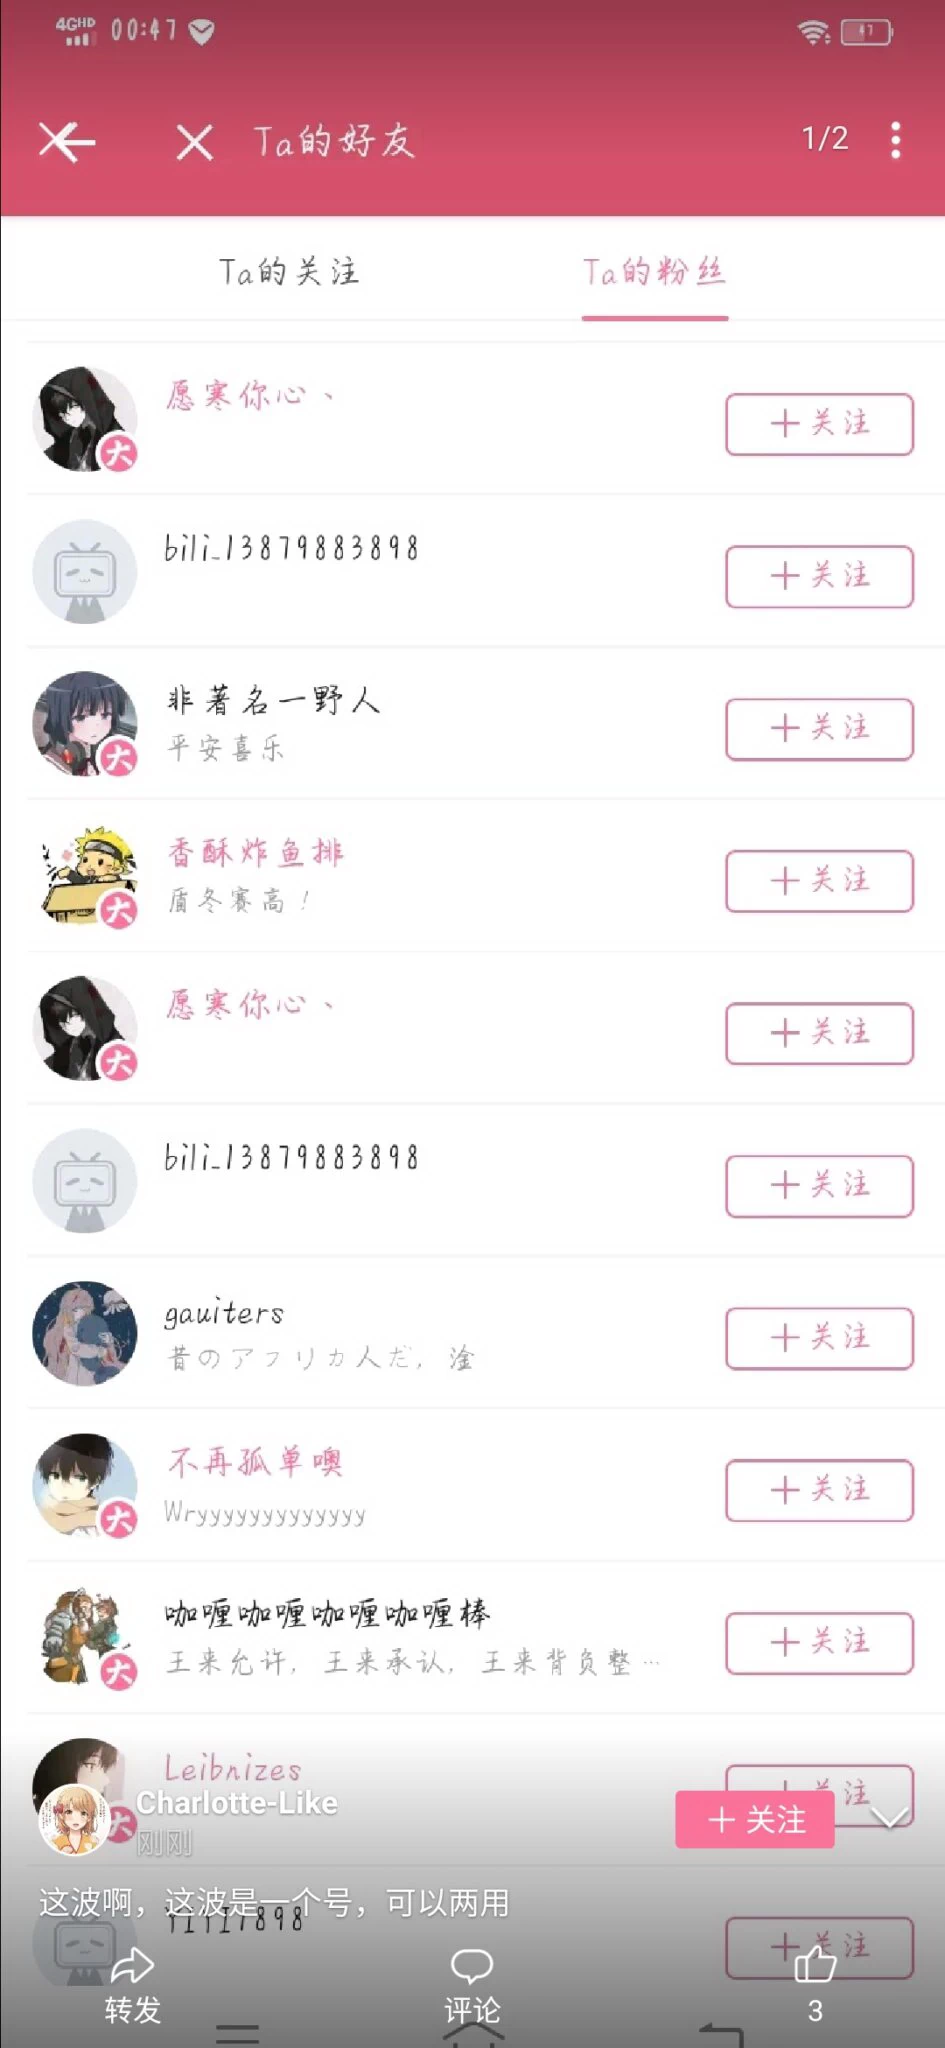 4GHD 00:47 47
Ta的好友 1/2
Ta的关注 Ta的粉丝
愿寒你心、
大 +关注
bili_13879883898
+关注
非著名一野人
平安喜乐
大 +关注
香酥炸鱼排
盾冬赛高！
大 +关注
愿寒你心、
大 +关注
bili_13879883898
+关注
gauiters
昔のアフリカ人だ，淦
+关注
不再孤单噢
Wryyyyyyyyyyyyy
大 +关注
咖喱咖喱咖喱咖喱棒
王来允许，王来承认，王来背负整…
大 +关注
Leibnizes
大 +关注
Charlotte-Like
刚刚
+关注
这波啊，这波是一个号，可以两用
+关注
转发 评论 3